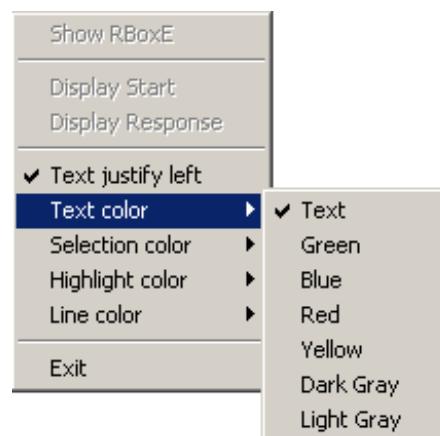 Show RBoxE
Display Start
Display Response
Text justify left
Text color
Selection color
Highlight color
Line color
Exit
Text
Green
Blue
Red
Yellow
Dark Gray
Light Gray